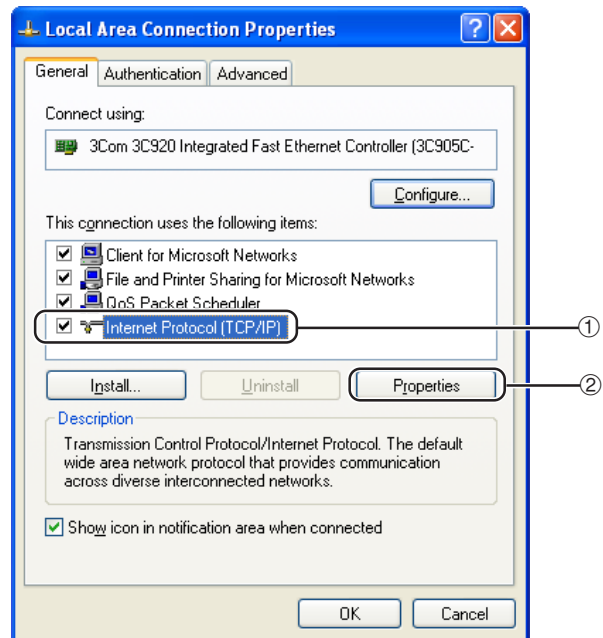 Local Area Connection Properties
General Authentication Advanced
Connect using:
3Com 3C920 Integrated Fast Ethernet Controller (3C905C-
Configure...
This connection uses the following items:
Client for Microsoft Networks
File and Printer Sharing for Microsoft Networks
QoS Packet Scheduler
Internet Protocol (TCP/IP)
①
Install... Uninstall Properties
②
Description
Transmission Control Protocol/Internet Protocol. The default
wide area network protocol that provides communication
across diverse interconnected networks.
Show icon in notification area when connected
OK Cancel